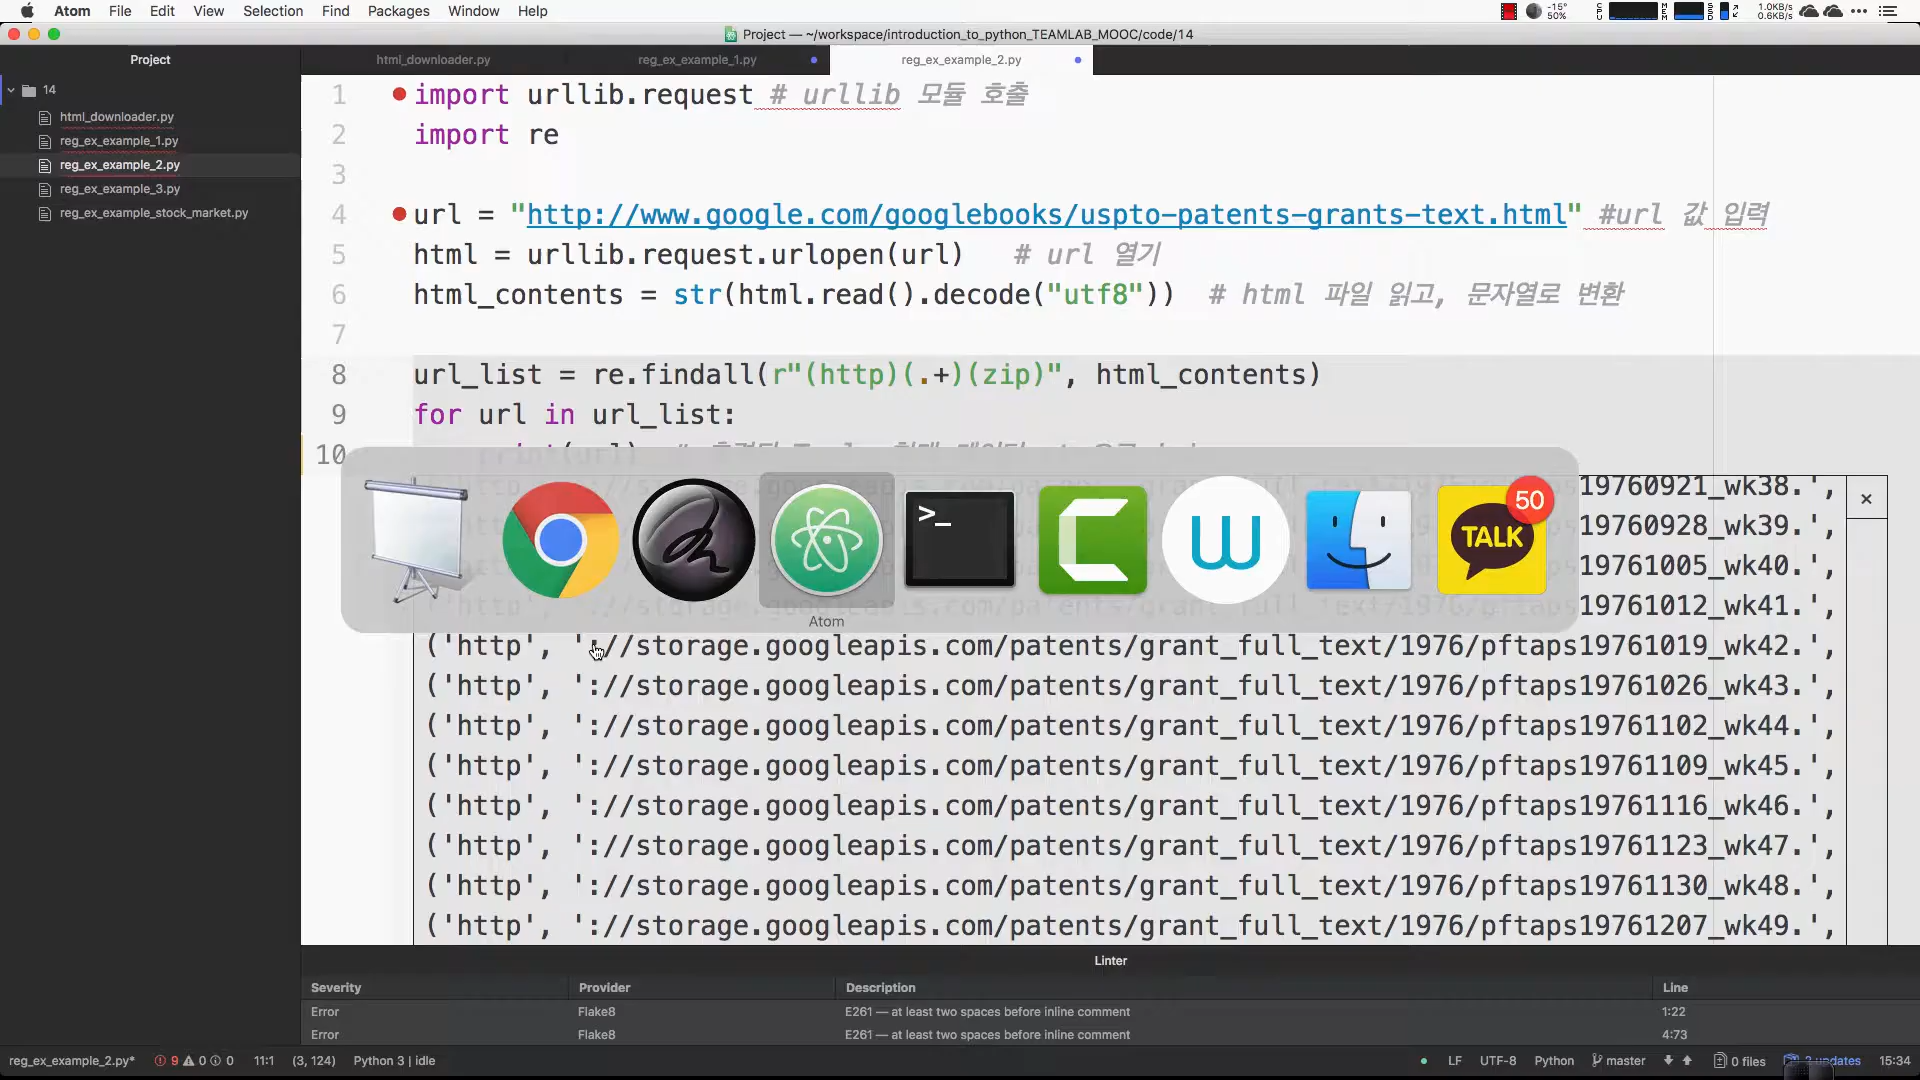 Atom File Edit View Selection Find Packages Window Help
-15° 50%
1.0KB/s
0.6KB/s
Project — ~/workspace/introduction_to_python_TEAMLAB_MOOC/code/14
Project
html_downloader.py
reg_ex_example_1.py
reg_ex_example_2.py
14
html_downloader.py
reg_ex_example_1.py
reg_ex_example_2.py
reg_ex_example_3.py
reg_ex_example_stock_market.py
1 import urllib.request # urllib 모듈 호출
2 import re
3
4 url = "http://www.google.com/googlebooks/uspto-patents-grants-text.html" #url 값 입력
5 html = urllib.request.urlopen(url) # url 열기
6 html_contents = str(html.read().decode("utf8")) # html 파일 읽고, 문자열로 변환
7
8 url_list = re.findall(r"(http)(.+)(zip)", html_contents)
9 for url in url_list:
10 print(url) #
19760921_wk38.',
19760928_wk39.',
19761005_wk40.',
19761012_wk41.',
>_
TALK
50
Atom
('http', '://storage.googleapis.com/patents/grant_full_text/1976/pftaps19761019_wk42.',
('http', '://storage.googleapis.com/patents/grant_full_text/1976/pftaps19761026_wk43.',
('http', '://storage.googleapis.com/patents/grant_full_text/1976/pftaps19761102_wk44.',
('http', '://storage.googleapis.com/patents/grant_full_text/1976/pftaps19761109_wk45.',
('http', '://storage.googleapis.com/patents/grant_full_text/1976/pftaps19761116_wk46.',
('http', '://storage.googleapis.com/patents/grant_full_text/1976/pftaps19761123_wk47.',
('http', '://storage.googleapis.com/patents/grant_full_text/1976/pftaps19761130_wk48.',
('http', '://storage.googleapis.com/patents/grant_full_text/1976/pftaps19761207_wk49.',
Linter
Severity Provider Description Line
Error Flake8 E261 — at least two spaces before inline comment 1:22
Error Flake8 E261 — at least two spaces before inline comment 4:73
reg_ex_example_2.py* 9 0 0 11:1 (3, 124) Python 3 | idle LF UTF-8 Python master 0 files 2 updates 15:34